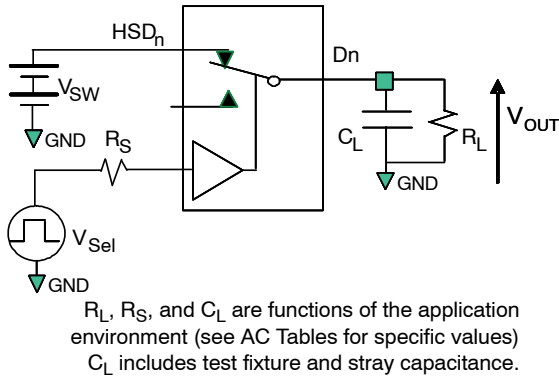 HSDn
Dn
VSW
GND
RS
CL
RL
VOUT
GND
VSel
GND
RL, RS, and CL are functions of the application
environment (see AC Tables for specific values)
CL includes test fixture and stray capacitance.